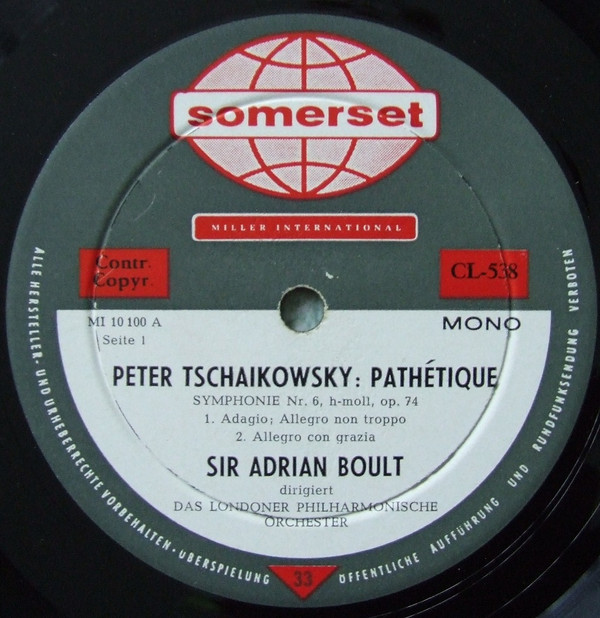 somerset
MILLER INTERNATIONAL
Contr.
Copyr.
CL-538
MI 10 100 A
MONO
Seite 1
PETER TSCHAIKOWSKY: PATHÉTIQUE
SYMPHONIE Nr. 6, h-moll, op. 74
1. Adagio; Allegro non troppo
2. Allegro con grazia
SIR ADRIAN BOULT
dirigiert
DAS LONDONER PHILHARMONISCHE
ORCHESTER
33
ALLE HERSTELLER- UND URHEBERRECHTE VORBEHALTEN · ÜBERSPIELUNG ÖFFENTLICHE AUFFÜHRUNG UND RUNDFUNKSENDUNG VERBOTEN